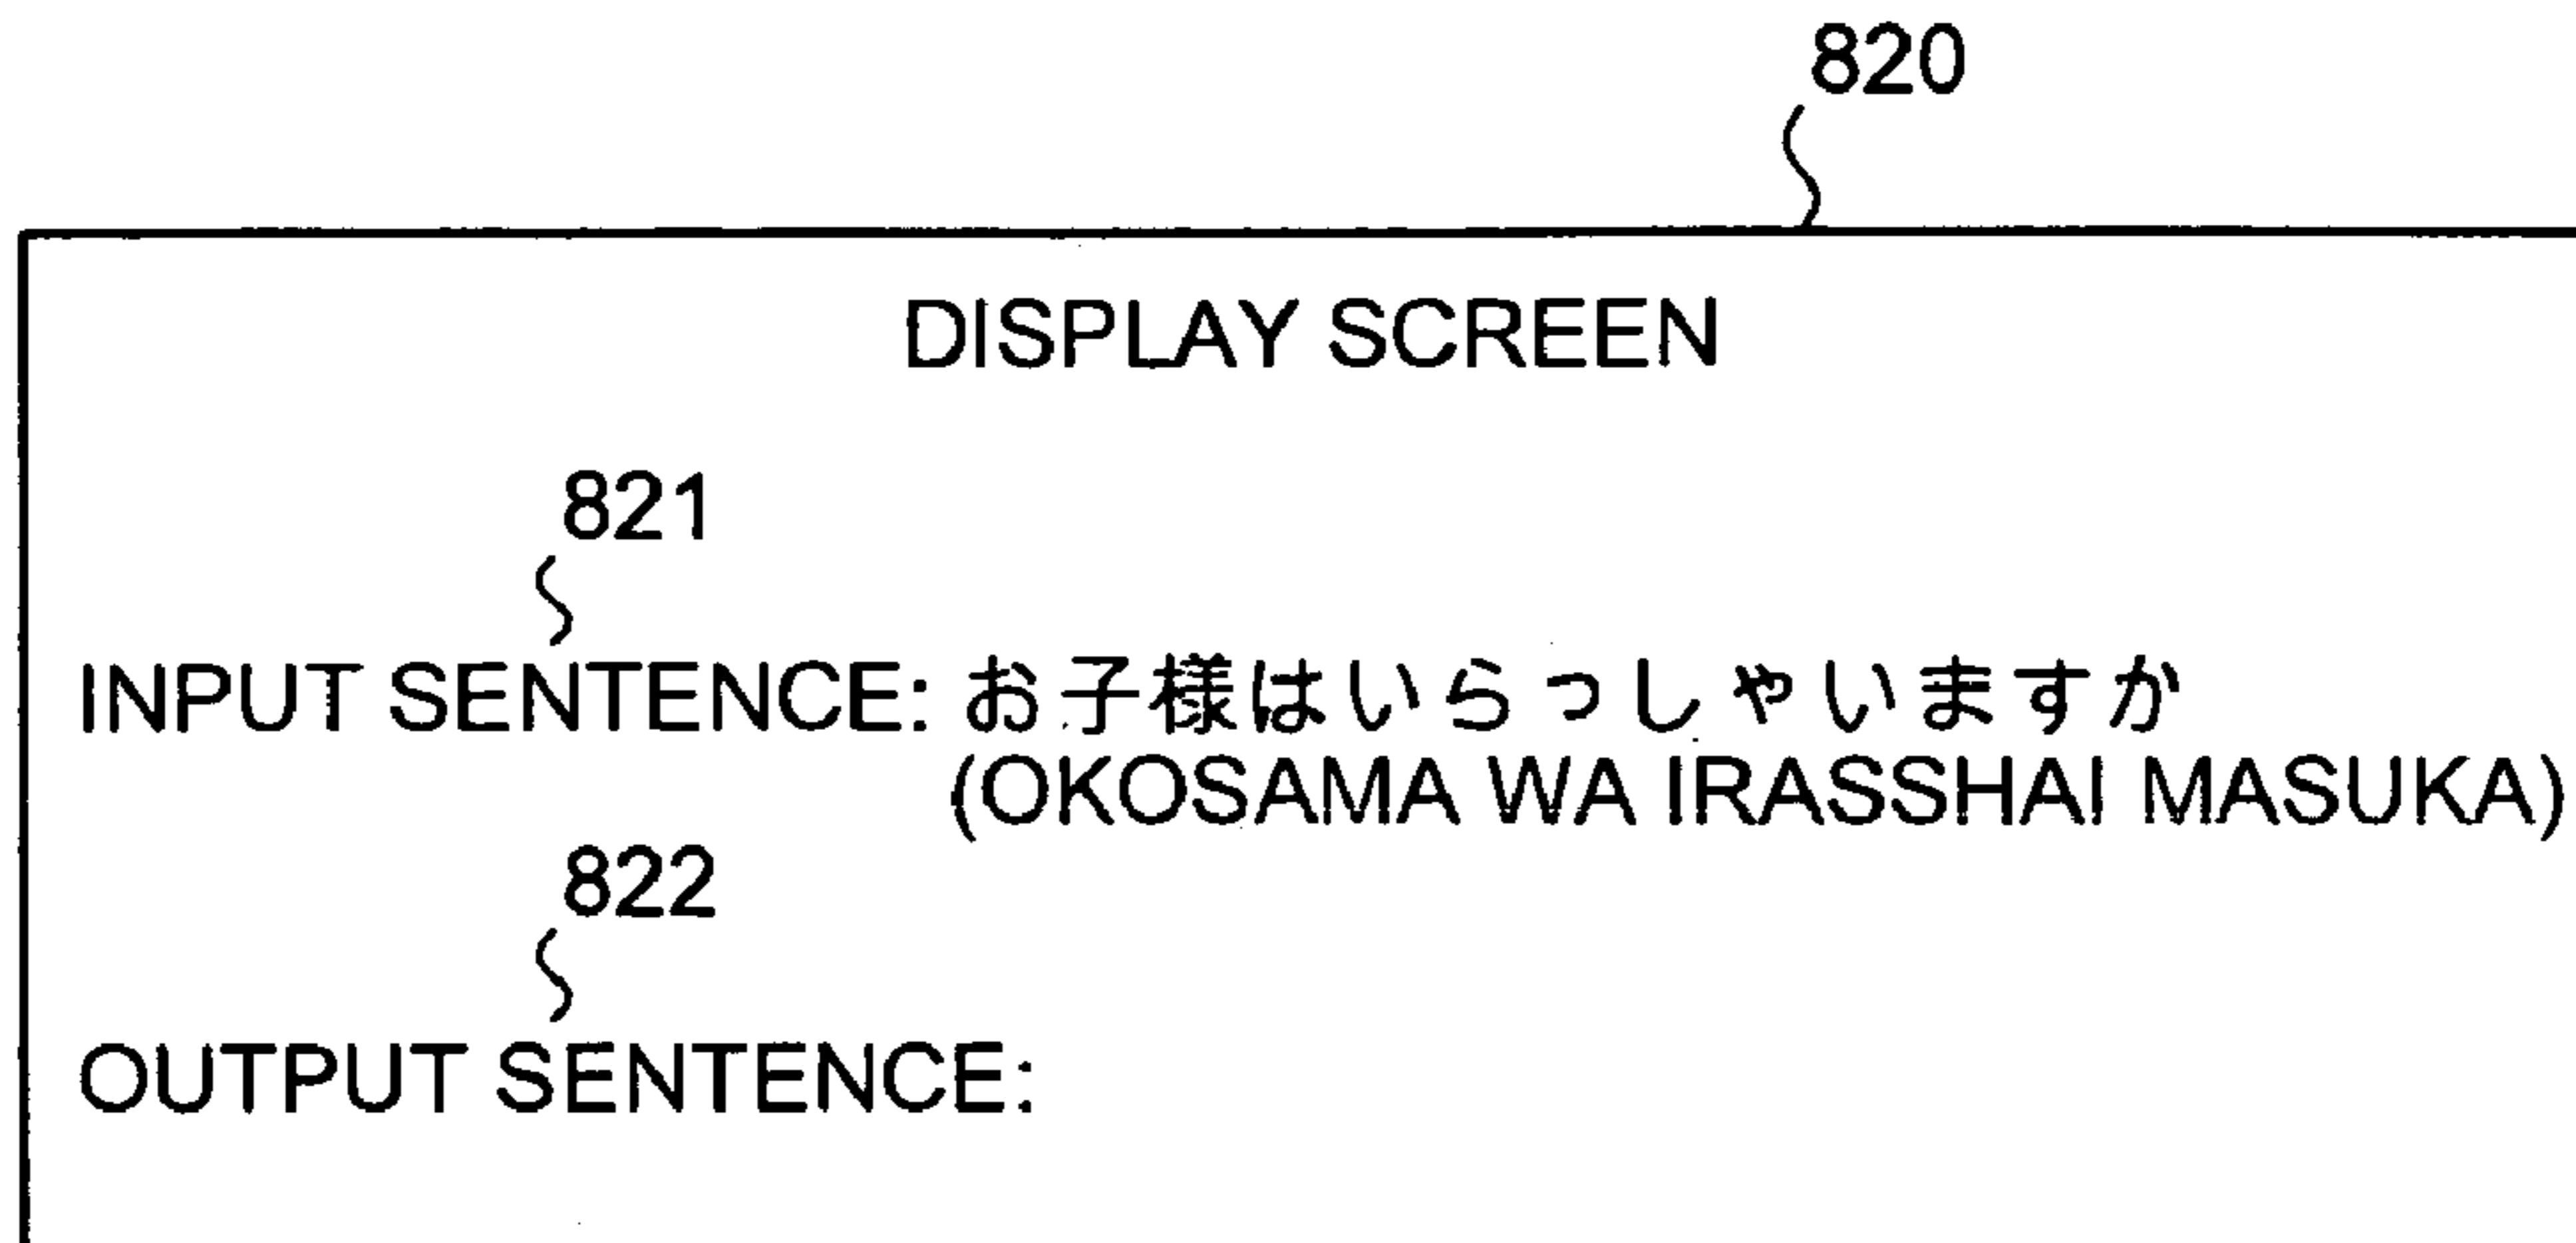 820
DISPLAY SCREEN
821
INPUT SENTENCE: お子様はいらっしゃいますか
(OKOSAMA WA IRASSHAI MASUKA)
822
OUTPUT SENTENCE: